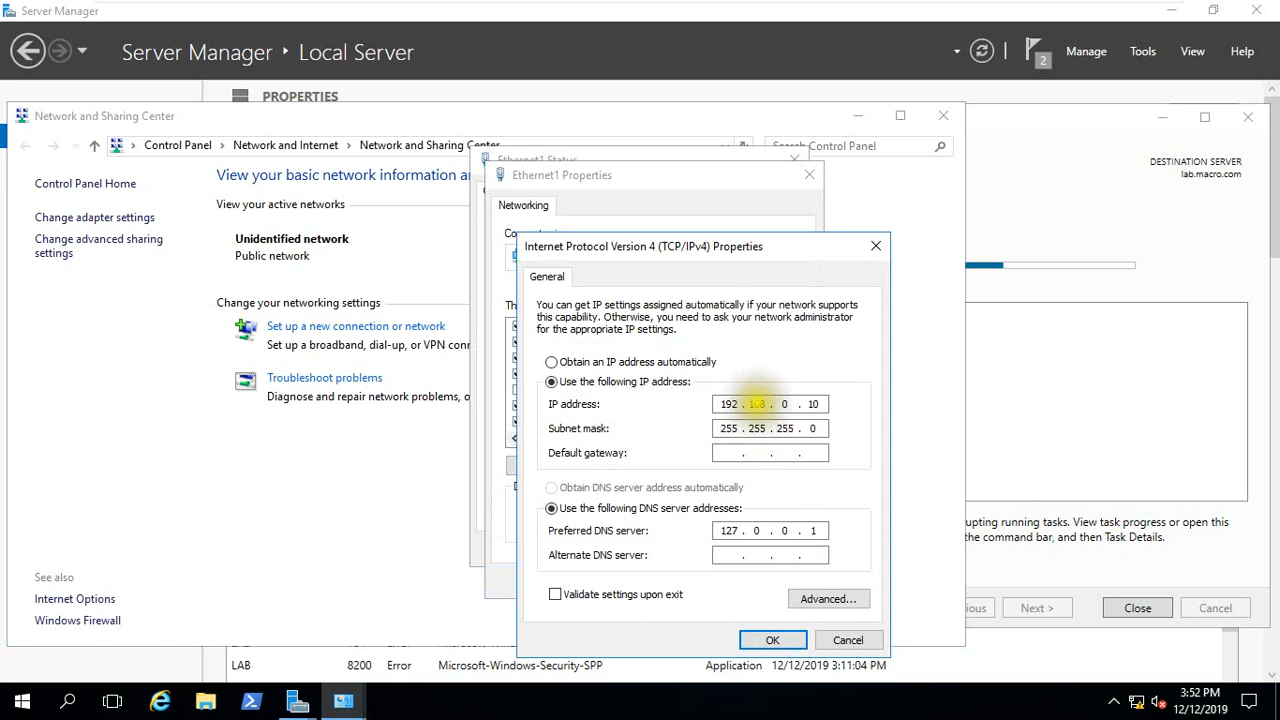 Server Manager
Server Manager ‣ Local Server
2
Manage
Tools
View
Help
PROPERTIES
Network and Sharing Center
Control Panel
Network and Internet
Network and Sharing Center
Search Control Panel
Control Panel Home
Change adapter settings
Change advanced sharing
settings
View your basic network information a
View your active networks
Unidentified network
Public network
Change your networking settings
Set up a new connection or network
Set up a broadband, dial-up, or VPN conn
Troubleshoot problems
Diagnose and repair network problems, o
See also
Internet Options
Windows Firewall
DESTINATION SERVER
lab.macro.com
Ethernet1 Status
Ethernet1 Properties
Networking
Co
Th
Internet Protocol Version 4 (TCP/IPv4) Properties
General
You can get IP settings assigned automatically if your network supports
this capability. Otherwise, you need to ask your network administrator
for the appropriate IP settings.
Obtain an IP address automatically
Use the following IP address:
IP address:
192 . 168 . 0 . 10
Subnet mask:
255 . 255 . 255 . 0
Default gateway:
. . .
Obtain DNS server address automatically
Use the following DNS server addresses:
Preferred DNS server:
127 . 0 . 0 . 1
Alternate DNS server:
. . .
Validate settings upon exit
Advanced...
OK
Cancel
upting running tasks. View task progress or open this
the command bar, and then Task Details.
ious
Next >
Close
Cancel
LAB
8200
Error
Microsoft-Windows-Security-SPP
Application
12/12/2019 3:11:04 PM
3:52 PM
12/12/2019